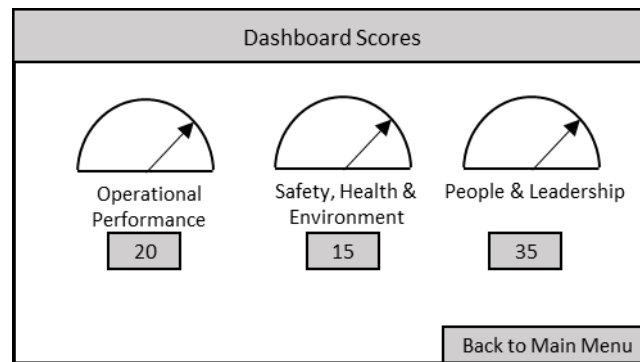 Dashboard Scores
Operational
Performance
20
Safety, Health &
Environment
15
People & Leadership
35
Back to Main Menu